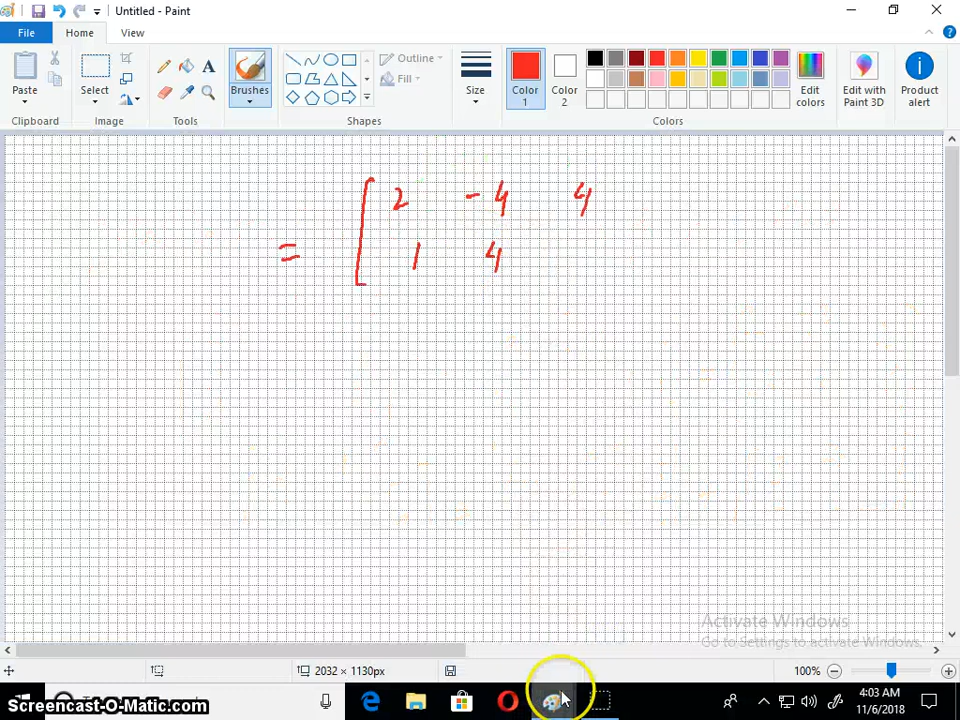 Untitled - Paint
File Home View
Paste Select Brushes Outline Fill Size Color 1 Color 2 Edit colors Edit with Paint 3D Product alert
Clipboard Image Tools Shapes Colors
2 -4 4
= [ 1 4
Activate Windows
Go to Settings to activate Windows.
2032 × 1130px 100%
Screencast-O-Matic.com
4:03 AM
11/6/2018